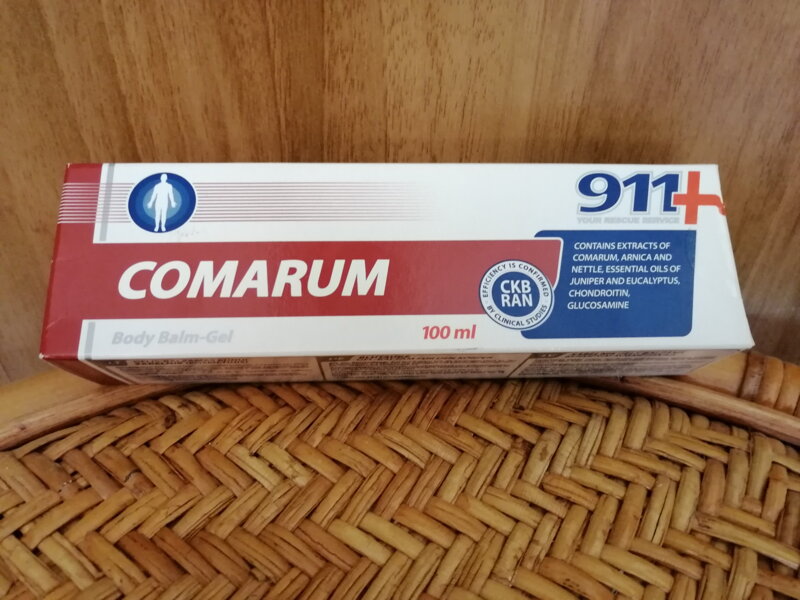 911+
YOUR RESCUE SERVICE
COMARUM
Body Balm-Gel
100 ml
EFFICIENCY IS CONFIRMED
BY CLINICAL STUDIES
CKB
RAN
CONTAINS EXTRACTS OF
COMARUM, ARNICA AND
NETTLE, ESSENTIAL OILS OF
JUNIPER AND EUCALYPTUS,
CHONDROITIN,
GLUCOSAMINE